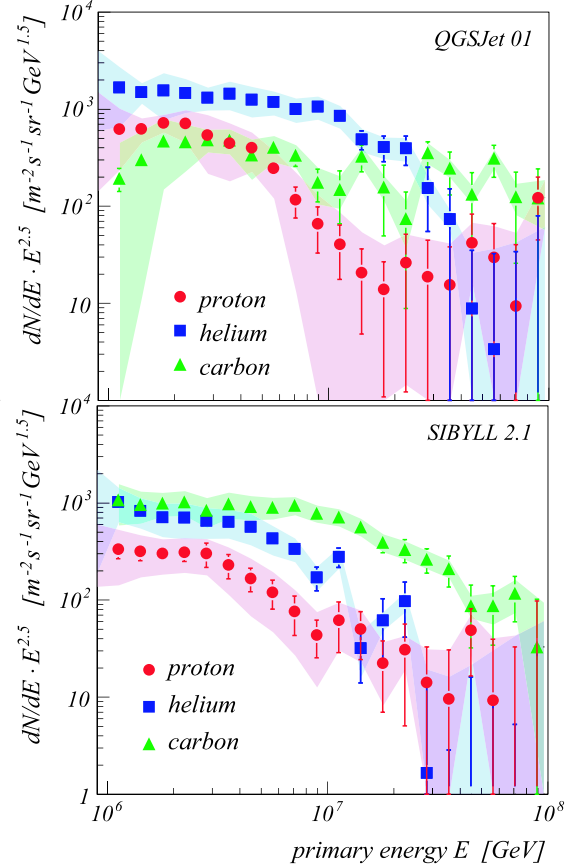 10^4
QGSJet 01
10^3
10^2
10
dN/dE · E^2.5 [m^-2 s^-1 sr^-1 GeV^1.5]
proton
helium
carbon
10^4
SIBYLL 2.1
10^3
10^2
10
1
dN/dE · E^2.5 [m^-2 s^-1 sr^-1 GeV^1.5]
proton
helium
carbon
10^6 10^7 10^8
primary energy E [GeV]